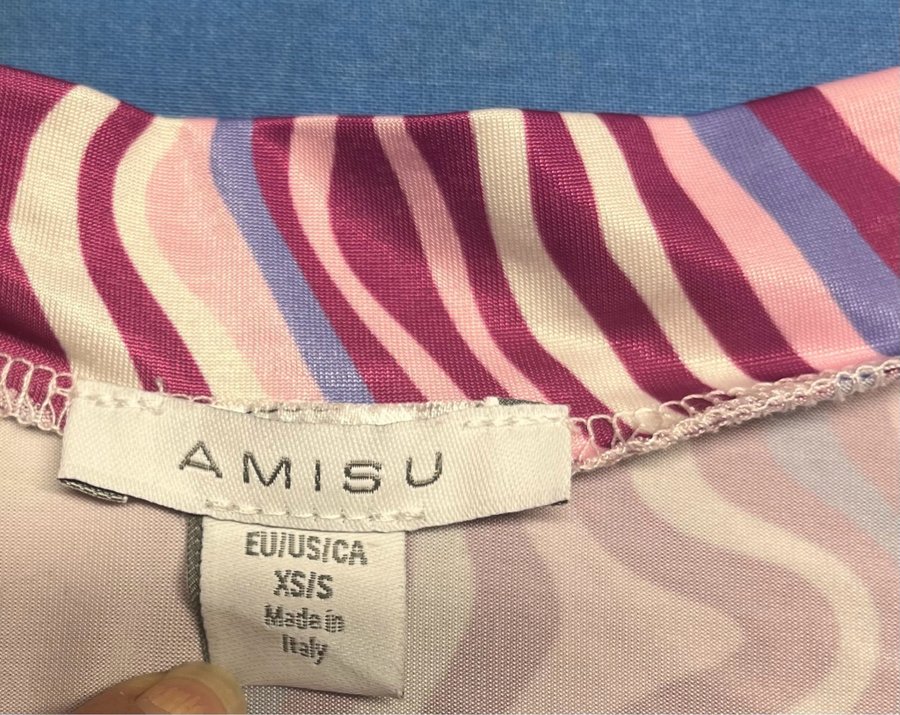 AMISU
EU/US/CA
XS/S
Made in
Italy